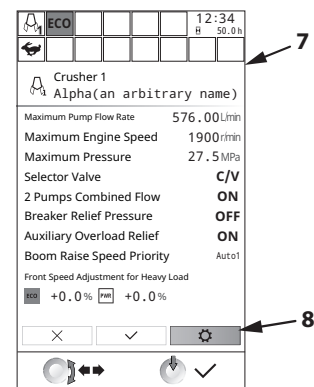 1 ECO 12:34
50.0h
7
Crusher 1
Alpha(an arbitrary name)
Maximum Pump Flow Rate 576.00L/min
Maximum Engine Speed 1900r/min
Maximum Pressure 27.5MPa
Selector Valve C/V
2 Pumps Combined Flow ON
Breaker Relief Pressure OFF
Auxiliary Overload Relief ON
Boom Raise Speed Priority Auto1
Front Speed Adjustment for Heavy Load
ECO +0.0% PWR +0.0%
8